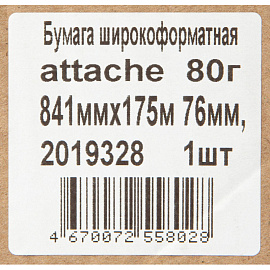 Бумага широкоформатная
attache 80г
841ммх175м 76мм,
2019328 1шт
4 670072 558028